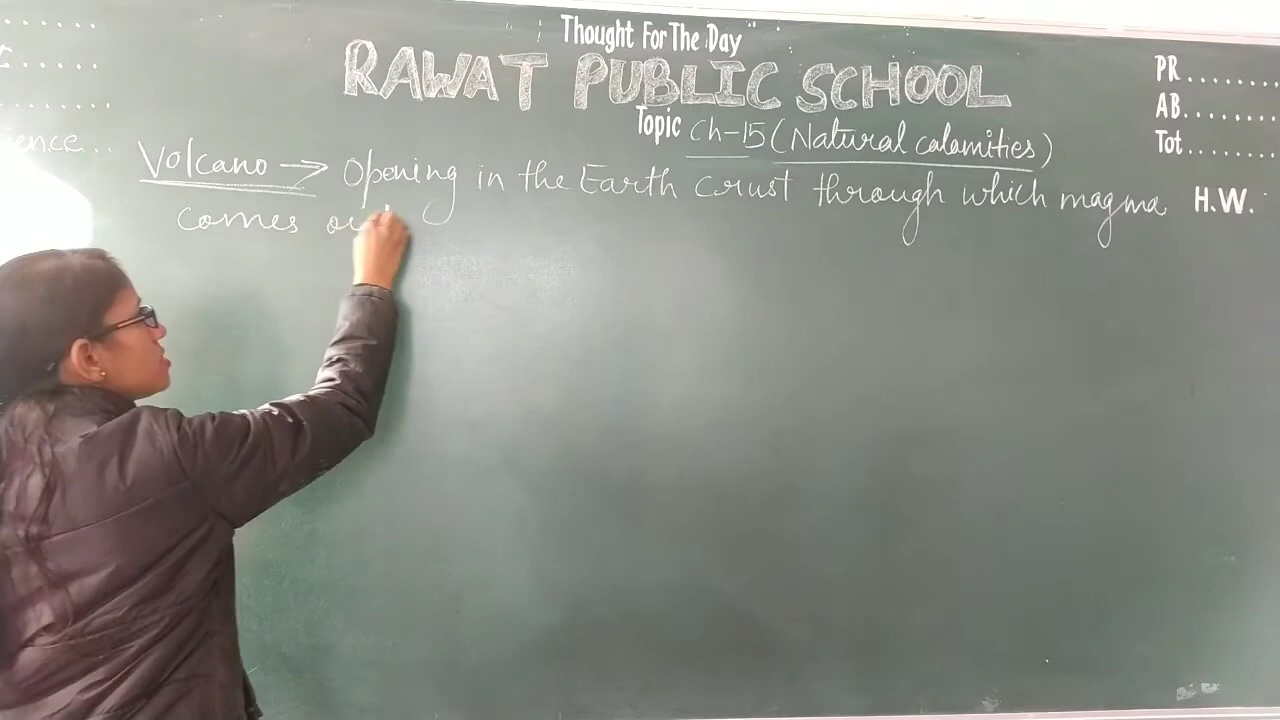 Thought For The Day
RAWAT PUBLIC SCHOOL
Topic Ch-15 (Natural calamities)
PR........
AB........
Tot........
H.W.
ence..
Volcano → Opening in the Earth crust through which magma
comes